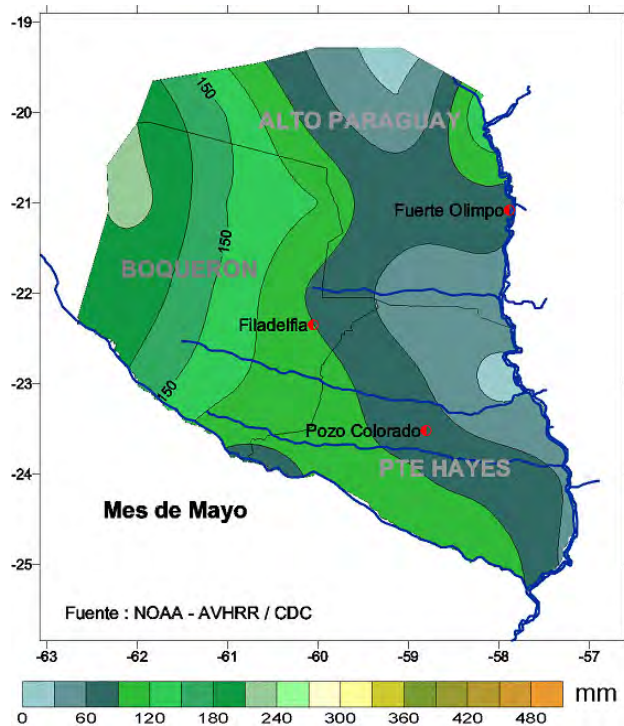 -19
-20
-21
-22
-23
-24
-25
150
ALTO PARAGUAY
Fuerte Olimpo
150
BOQUERON
Filadelfia
150
Pozo Colorado
PTE HAYES
Mes de Mayo
Fuente : NOAA - AVHRR / CDC
-63 -62 -61 -60 -59 -58 -57
0 60 120 180 240 300 360 420 480 mm